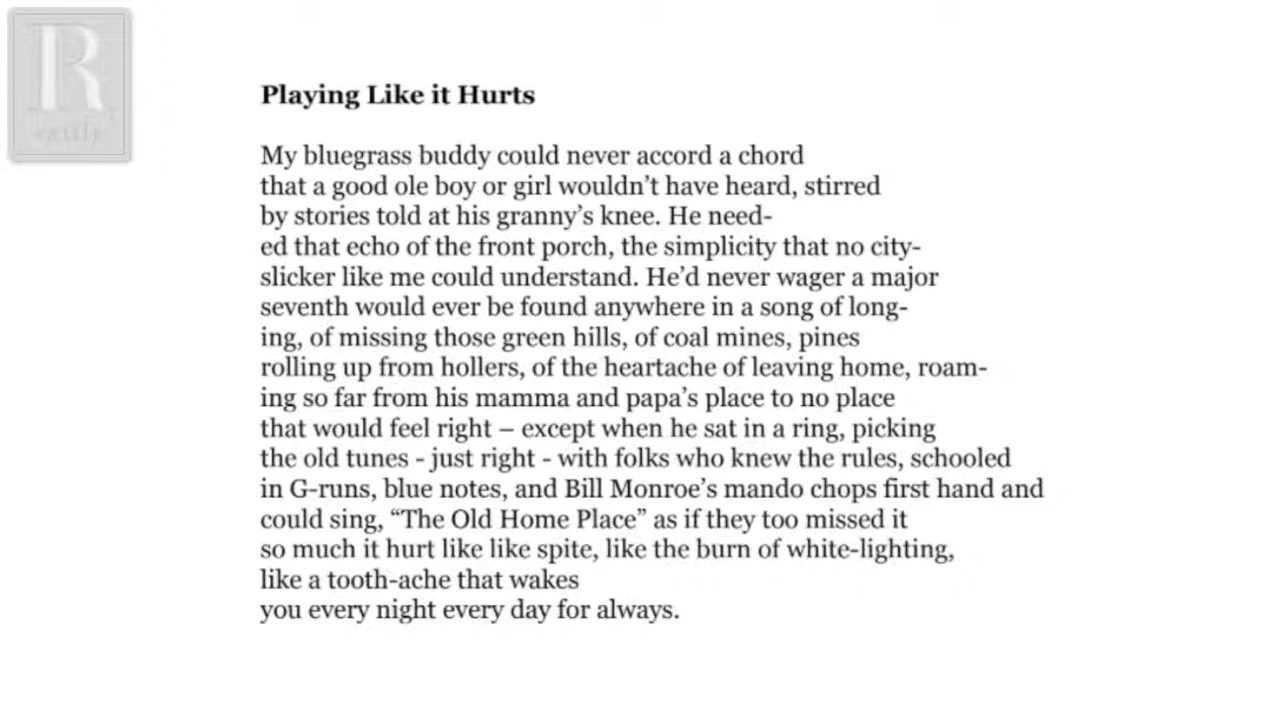 R
rattle
Playing Like it Hurts
My bluegrass buddy could never accord a chord
that a good ole boy or girl wouldn’t have heard, stirred
by stories told at his granny’s knee. He need-
ed that echo of the front porch, the simplicity that no city-
slicker like me could understand. He’d never wager a major
seventh would ever be found anywhere in a song of long-
ing, of missing those green hills, of coal mines, pines
rolling up from hollers, of the heartache of leaving home, roam-
ing so far from his mamma and papa’s place to no place
that would feel right – except when he sat in a ring, picking
the old tunes - just right - with folks who knew the rules, schooled
in G-runs, blue notes, and Bill Monroe’s mando chops first hand and
could sing, “The Old Home Place” as if they too missed it
so much it hurt like like spite, like the burn of white-lighting,
like a tooth-ache that wakes
you every night every day for always.